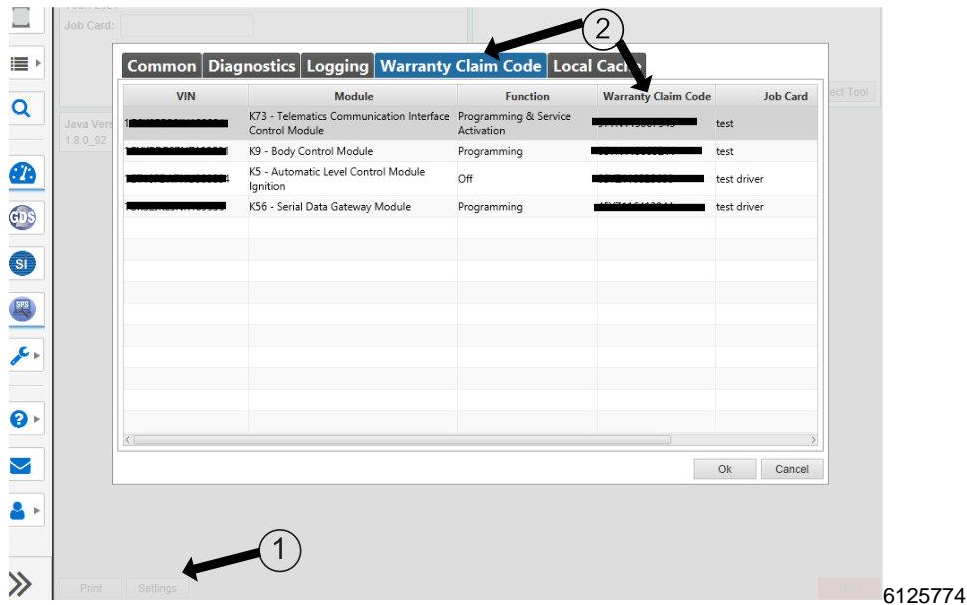 Job Card:
2
Common Diagnostics Logging Warranty Claim Code Local Cache
VIN Module Function Warranty Claim Code Job Card
ect Tool
Java Vers
1.8.0_92
K73 - Telematics Communication Interface Control Module Programming & Service Activation test
K9 - Body Control Module Programming test
K5 - Automatic Level Control Module Ignition Off test driver
K56 - Serial Data Gateway Module Programming test driver
GDS
SI
SPS
?
Ok Cancel
1
Print Settings
6125774